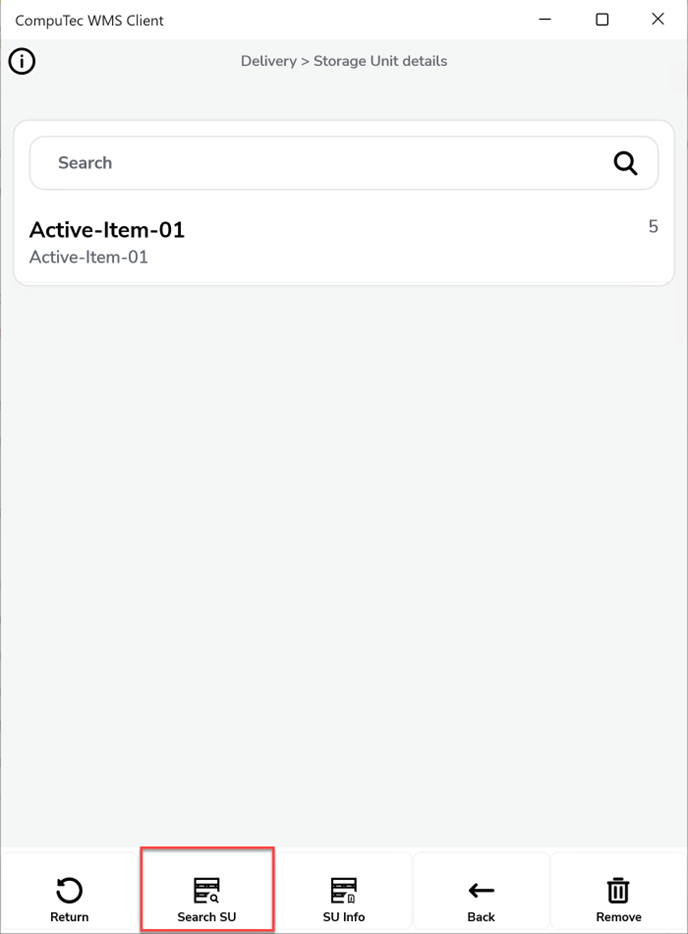 CompuTec WMS Client
Delivery > Storage Unit details
Search
Active-Item-01
5
Active-Item-01
Return
Search SU
SU Info
Back
Remove